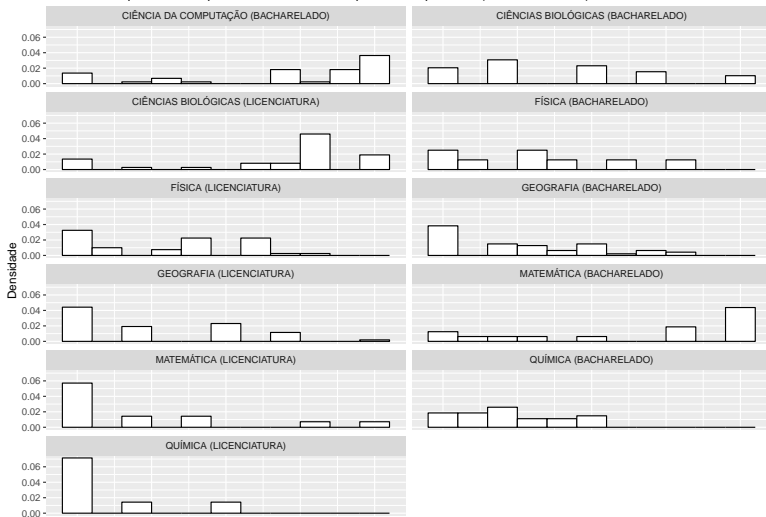 CIÊNCIA DA COMPUTAÇÃO (BACHARELADO)
CIÊNCIAS BIOLÓGICAS (BACHARELADO)
0.06
0.04
0.02
0.00
CIÊNCIAS BIOLÓGICAS (LICENCIATURA)
FÍSICA (BACHARELADO)
0.06
0.04
0.02
0.00
FÍSICA (LICENCIATURA)
GEOGRAFIA (BACHARELADO)
0.06
0.04
0.02
0.00
Densidade
GEOGRAFIA (LICENCIATURA)
MATEMÁTICA (BACHARELADO)
0.06
0.04
0.02
0.00
MATEMÁTICA (LICENCIATURA)
QUÍMICA (BACHARELADO)
0.06
0.04
0.02
0.00
QUÍMICA (LICENCIATURA)
0.06
0.04
0.02
0.00